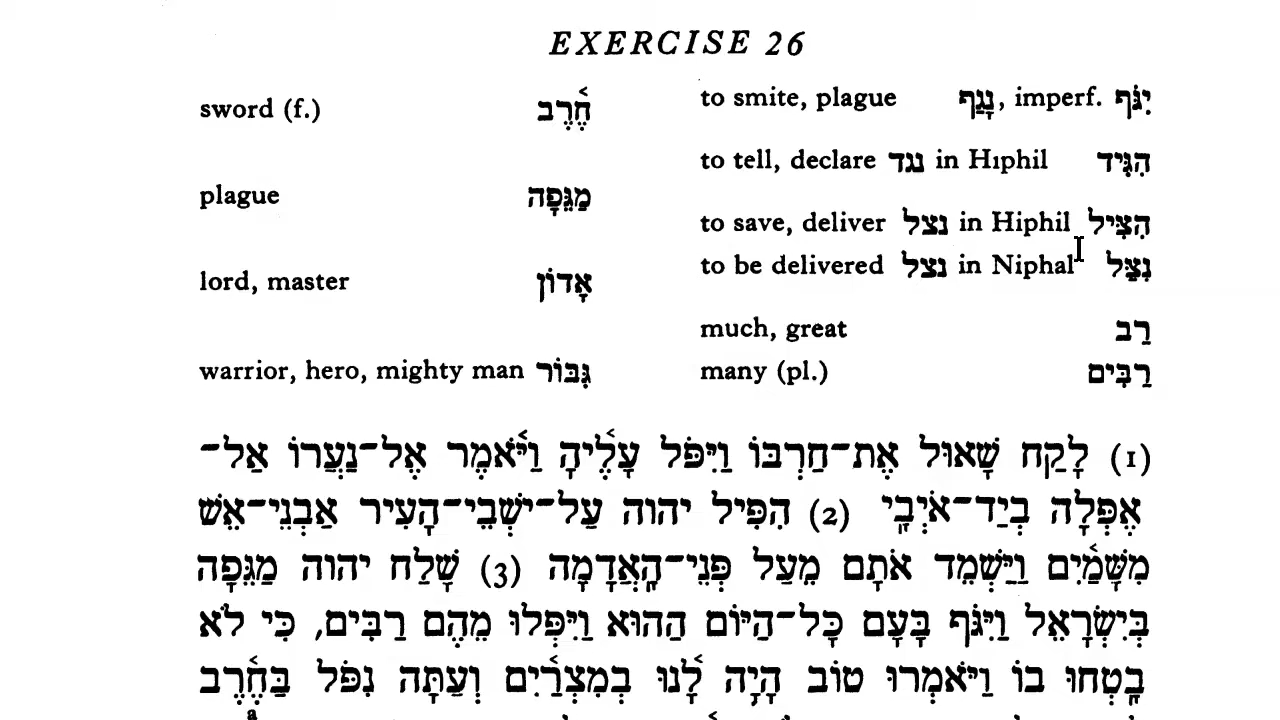 EXERCISE 26
sword (f.) חֶ֫רֶב
plague מַגֵּפָה
lord, master אָדוֹן
warrior, hero, mighty man גִּבּוֹר
to smite, plague נָגַף, imperf. יִגֹּף
to tell, declare נגד in Hiphil הִגִּיד
to save, deliver נצל in Hiphil הִצִּיל
to be delivered נצל in Niphal נִצַּל
much, great רַב
many (pl.) רַבִּים
(1) לָקַח שָׁאוּל אֶת־חַרְבּוֹ וַיִּפֹּל עָלֶ֫יהָ וַיֹּ֫אמֶר אֶל־נַעֲרוֹ אַל־
אֶפְּלָה בְיַד־אֹיְבָי (2) הִפִּיל יהוה עַל־ישְׁבֵי־הָעִיר אַבְנֵי־אֵשׁ
מִשָּׁמַ֫יִם וַיַּשְׁמֵד אֹתָם מֵעַל פְּנֵי־הָאֲדָמָה (3) שָׁלַח יהוה מַגֵּפָה
בְּיִשְׂרָאֵל וַיִּגֹּף בָּעָם כָּל־הַיּוֹם הַהוּא וַיִּפְּלוּ מֵהֶם רַבִּים, כִּי לֹא
בָטְחוּ בוֹ וַיֹּאמְרוּ טוֹב הָיָה לָ֫נוּ בְמִצְרַ֫יִם וְעַתָּה נִפֹּל בַּחֶ֫רֶב